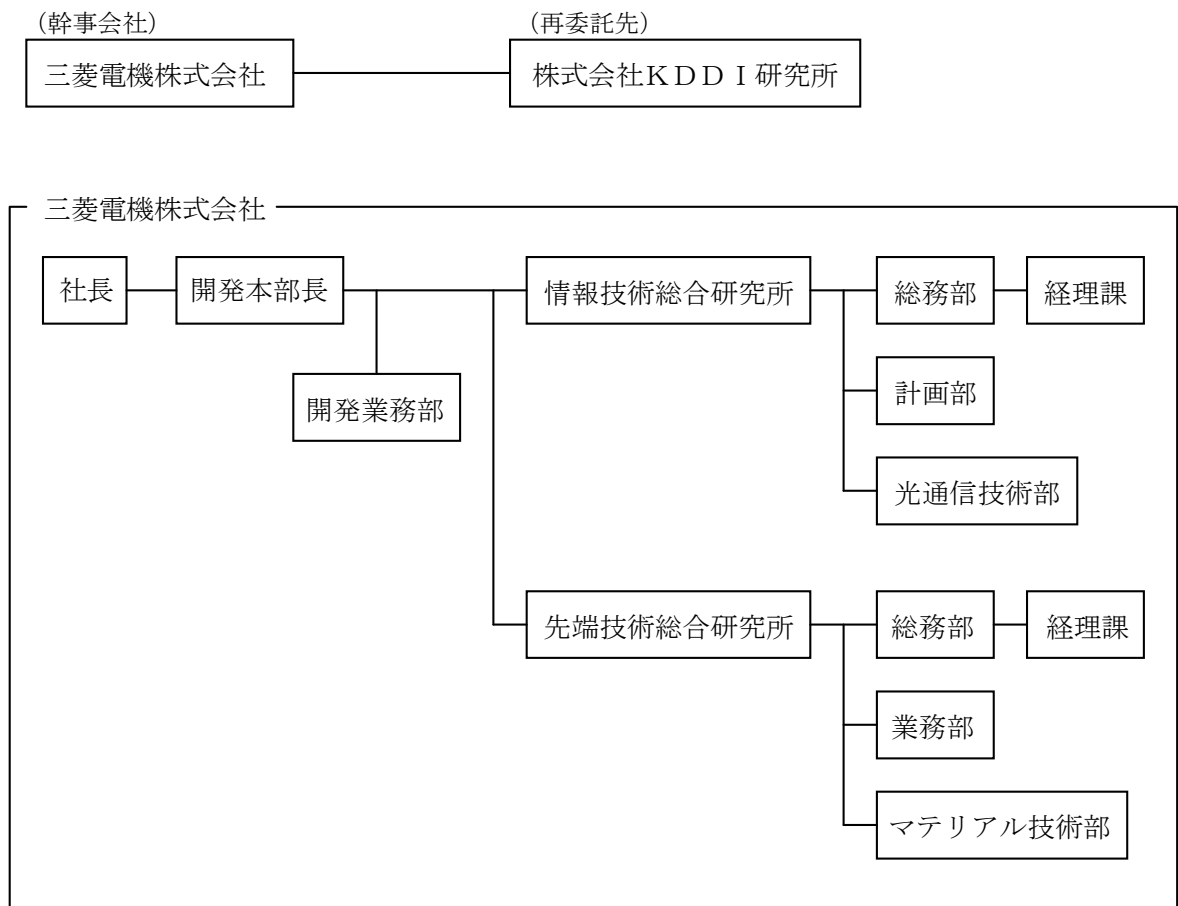 (幹事会社)
(再委託先)
三菱電機株式会社
株式会社KDDI研究所
三菱電機株式会社
社長
開発本部長
情報技術総合研究所
総務部
経理課
計画部
開発業務部
光通信技術部
先端技術総合研究所
総務部
経理課
業務部
マテリアル技術部